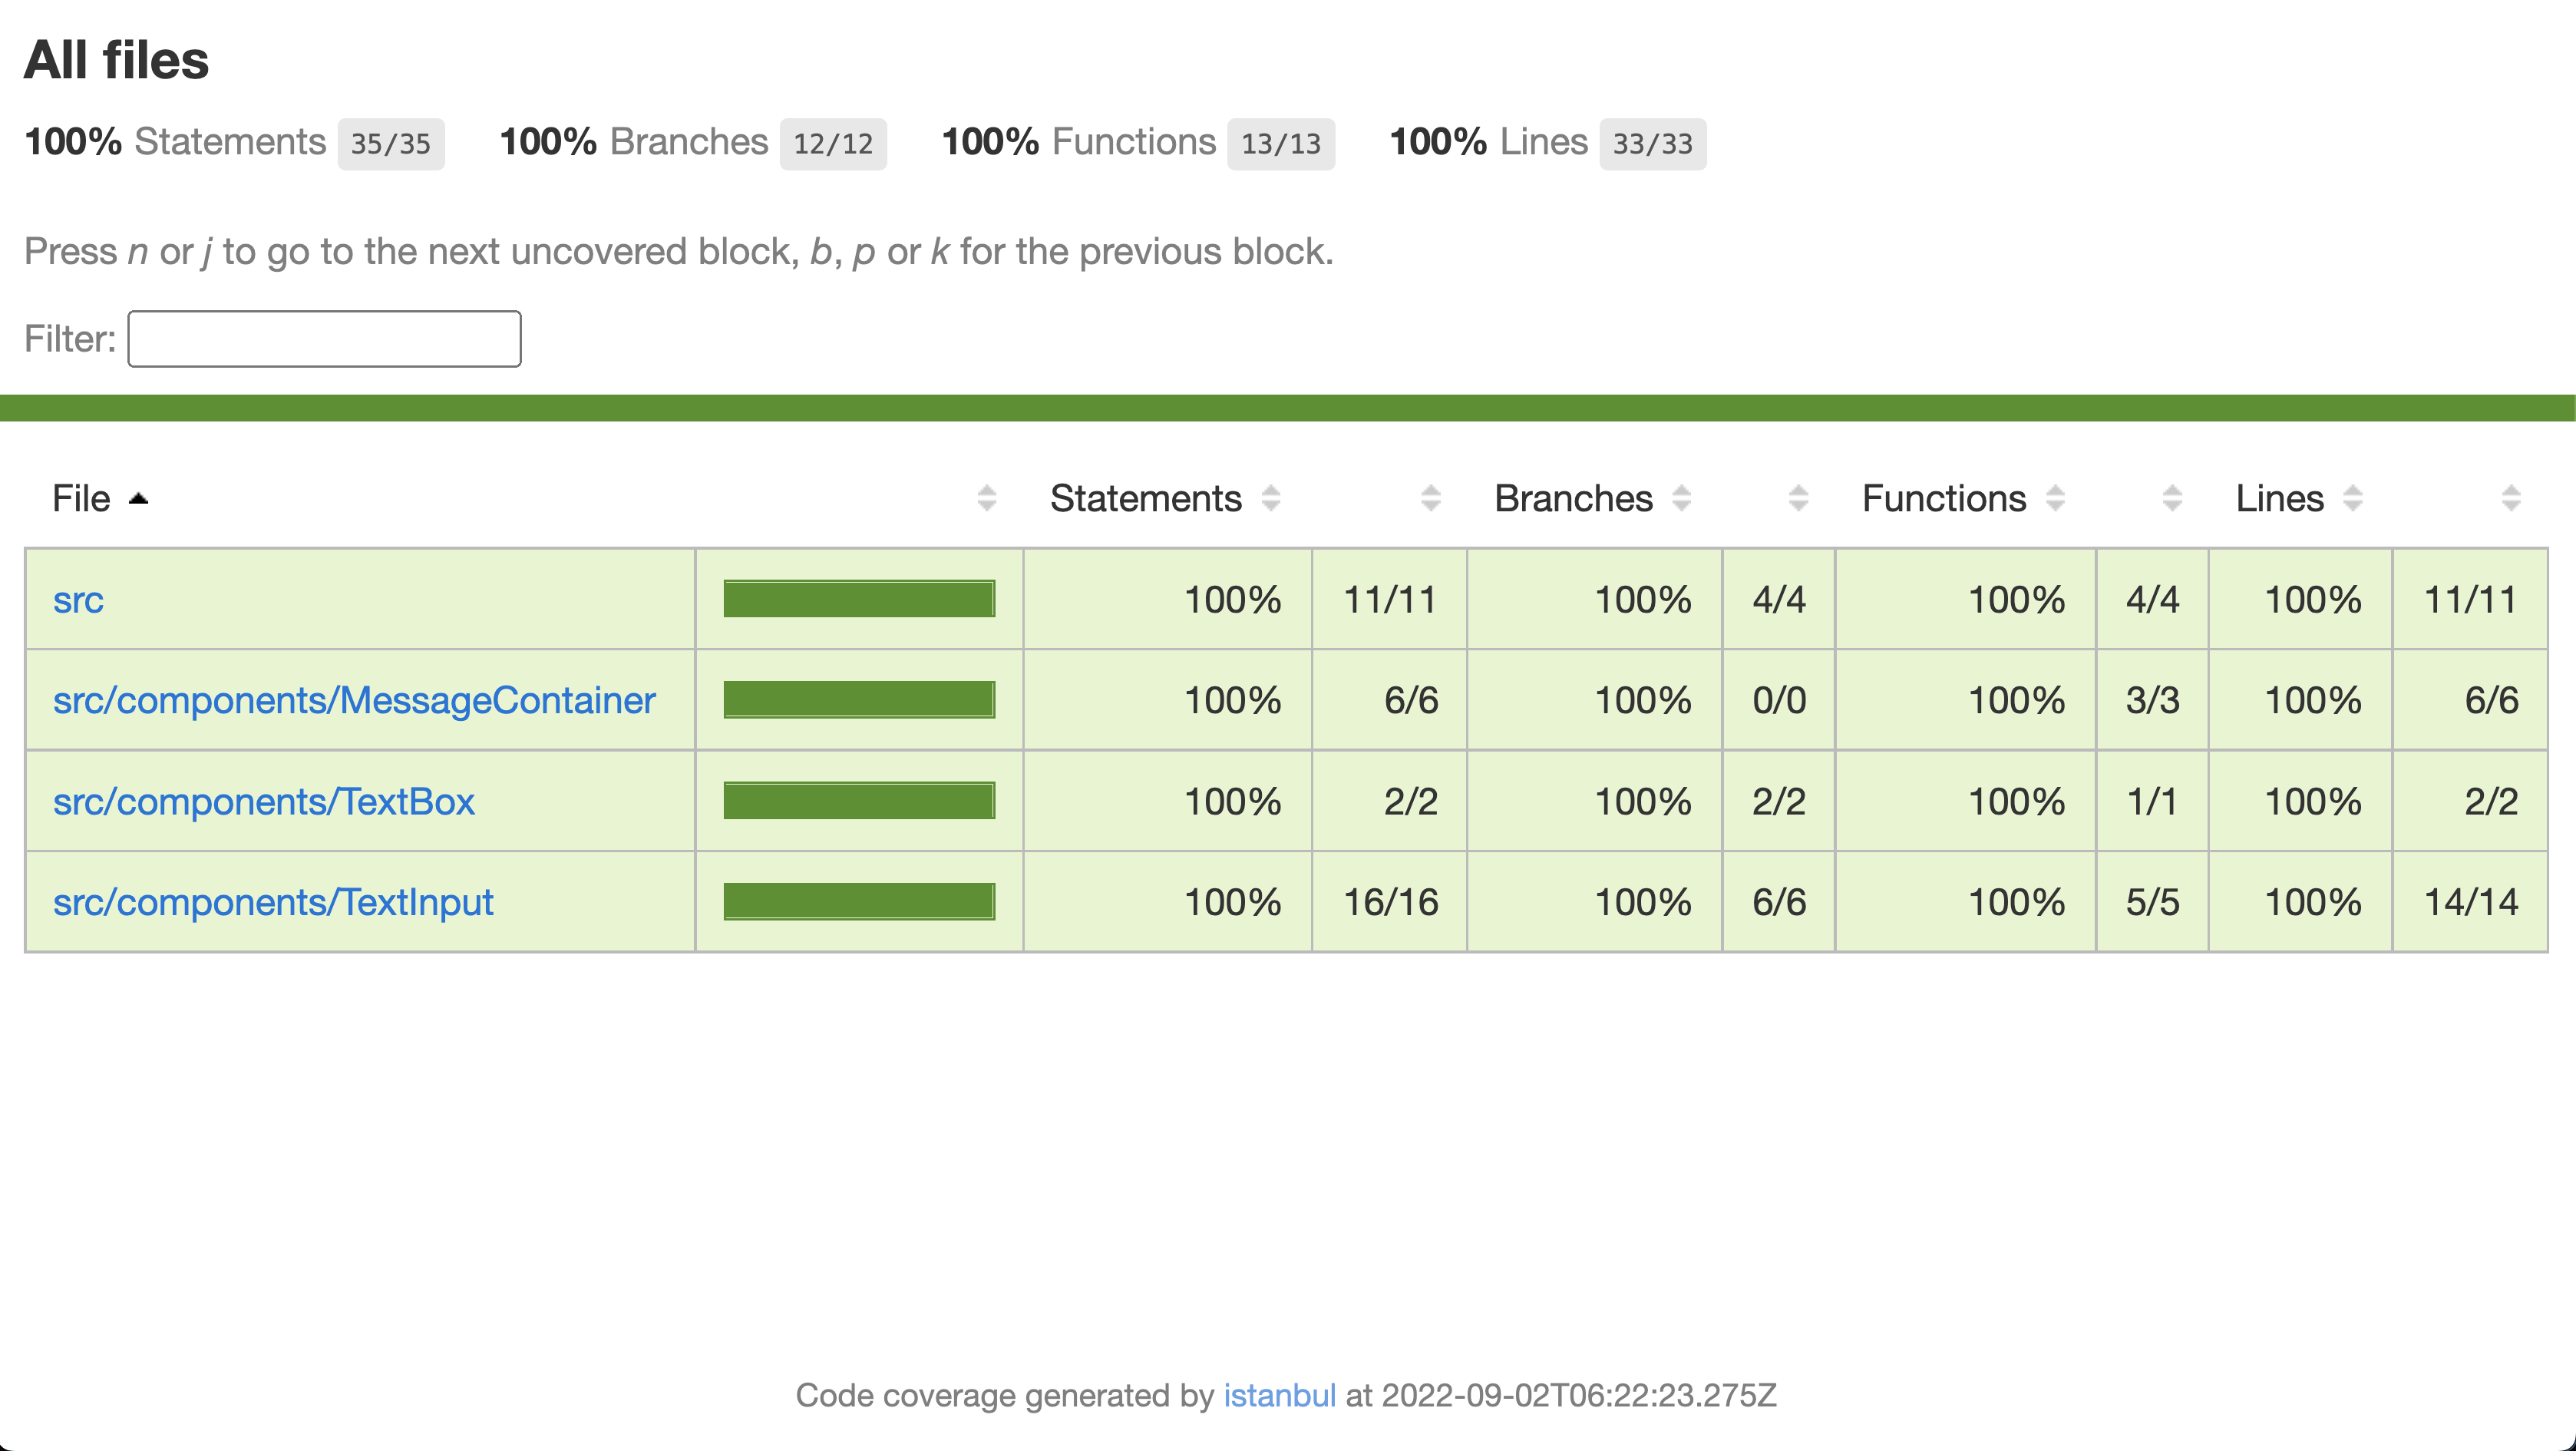 All files
100% Statements 35/35 100% Branches 12/12 100% Functions 13/13 100% Lines 33/33
Press n or j to go to the next uncovered block, b, p or k for the previous block.
Filter:
File Statements Branches Functions Lines
src 100% 11/11 100% 4/4 100% 4/4 100% 11/11
src/components/MessageContainer 100% 6/6 100% 0/0 100% 3/3 100% 6/6
src/components/TextBox 100% 2/2 100% 2/2 100% 1/1 100% 2/2
src/components/TextInput 100% 16/16 100% 6/6 100% 5/5 100% 14/14
Code coverage generated by istanbul at 2022-09-02T06:22:23.275Z